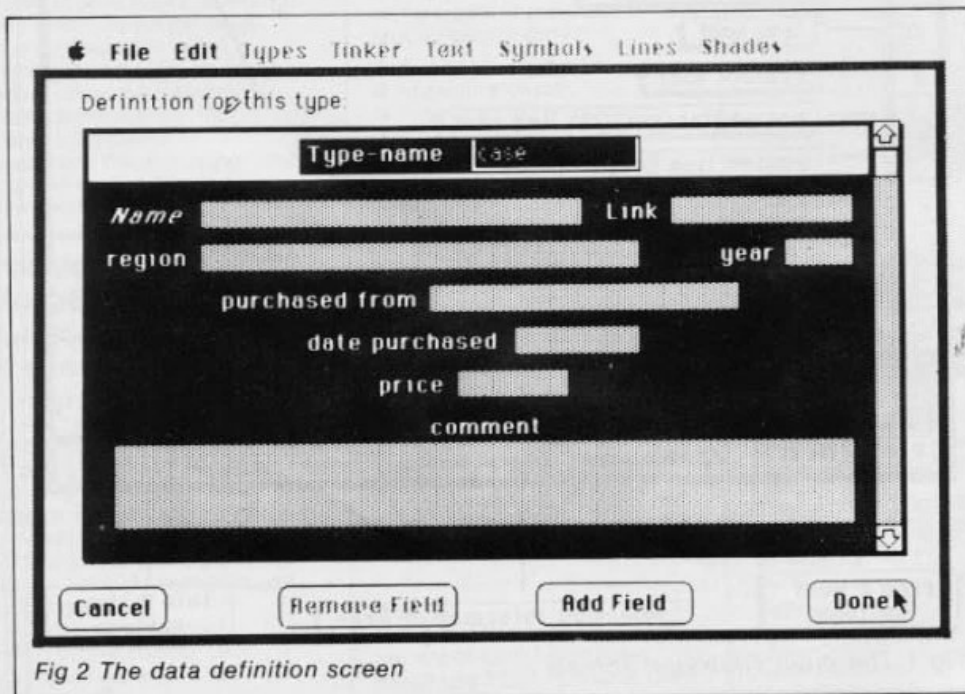 File Edit Types Tinker Text Symbols Lines Shades
Definition for this type:
Type-name case
Name Link
region year
purchased from
date purchased
price
comment
Cancel Remove Field Add Field Done
Fig 2 The data definition screen